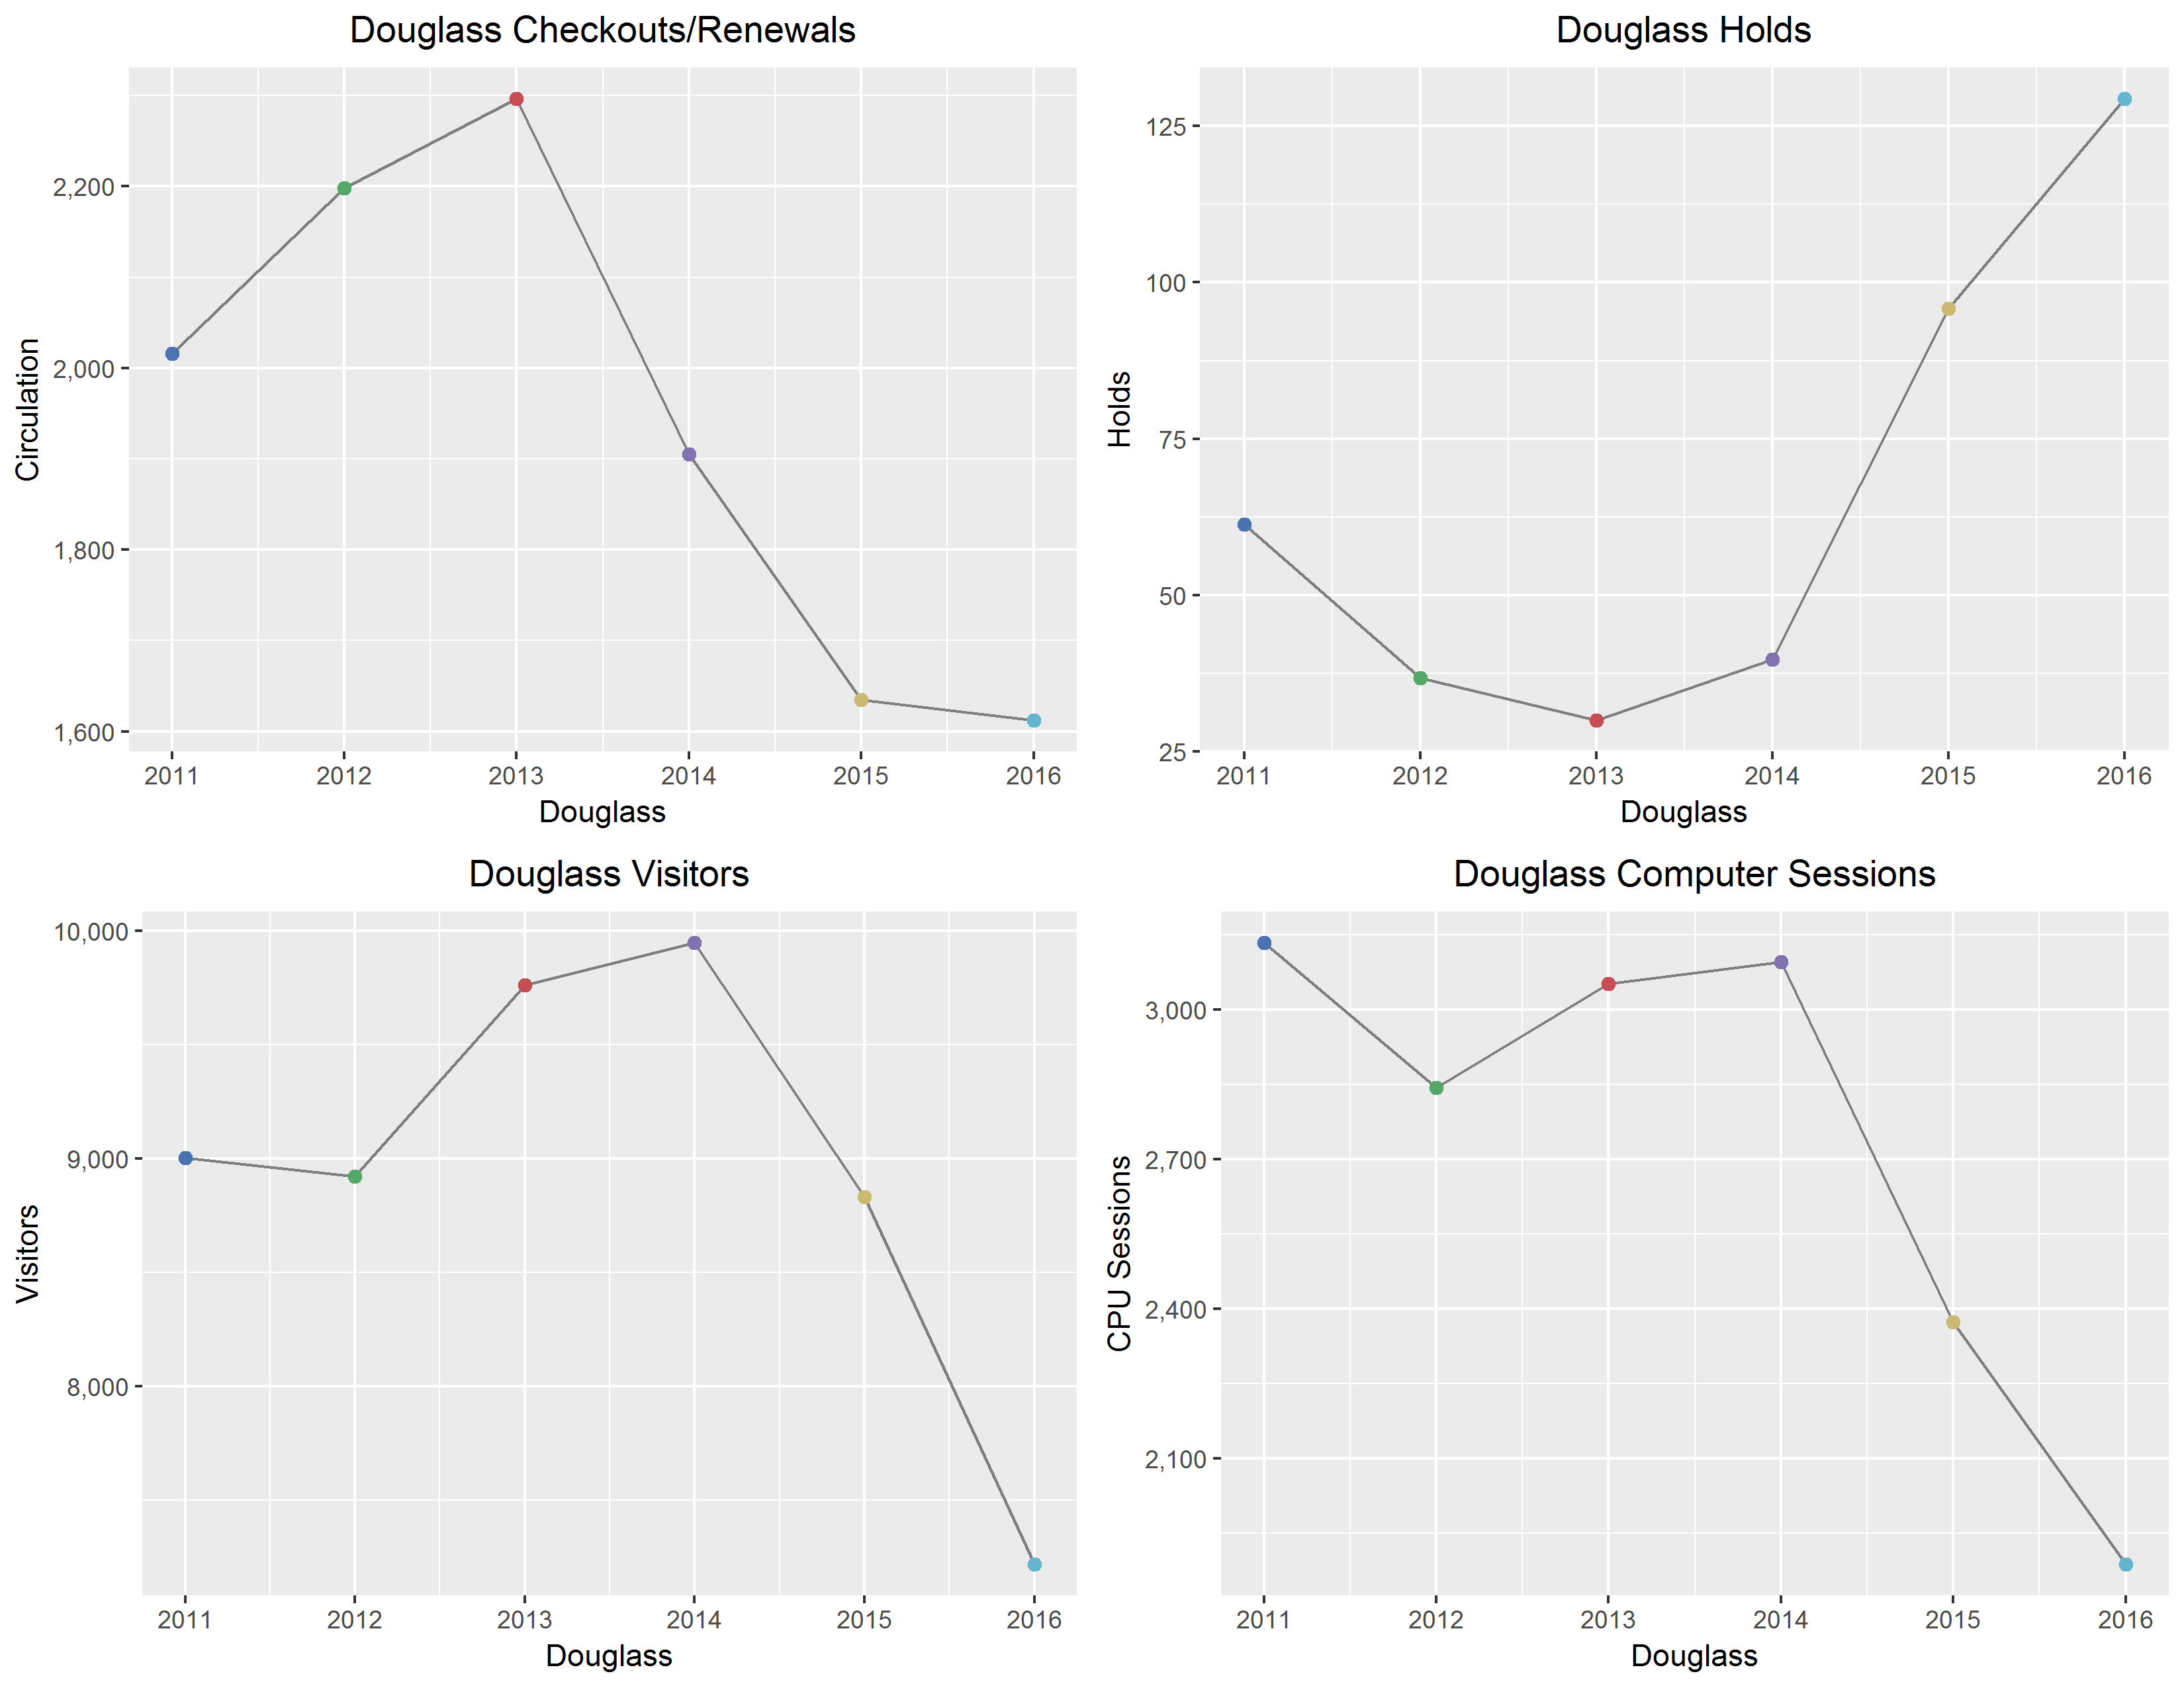 Douglass Checkouts/Renewals
Circulation
2,200
2,000
1,800
1,600
2011 2012 2013 2014 2015 2016
Douglass
Douglass Holds
Holds
125
100
75
50
25
2011 2012 2013 2014 2015 2016
Douglass
Douglass Visitors
Visitors
10,000
9,000
8,000
2011 2012 2013 2014 2015 2016
Douglass
Douglass Computer Sessions
CPU Sessions
3,000
2,700
2,400
2,100
2011 2012 2013 2014 2015 2016
Douglass